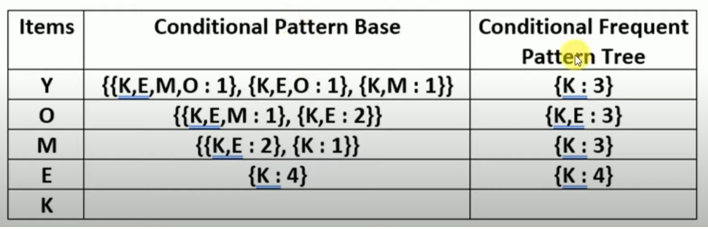 Items Conditional Pattern Base Conditional Frequent
Pattern Tree
Y {{K,E,M,O : 1}, {K,E,O : 1}, {K,M : 1}} {K : 3}
O {{K,E,M : 1}, {K,E : 2}} {K,E : 3}
M {{K,E : 2}, {K : 1}} {K : 3}
E {K : 4} {K : 4}
K